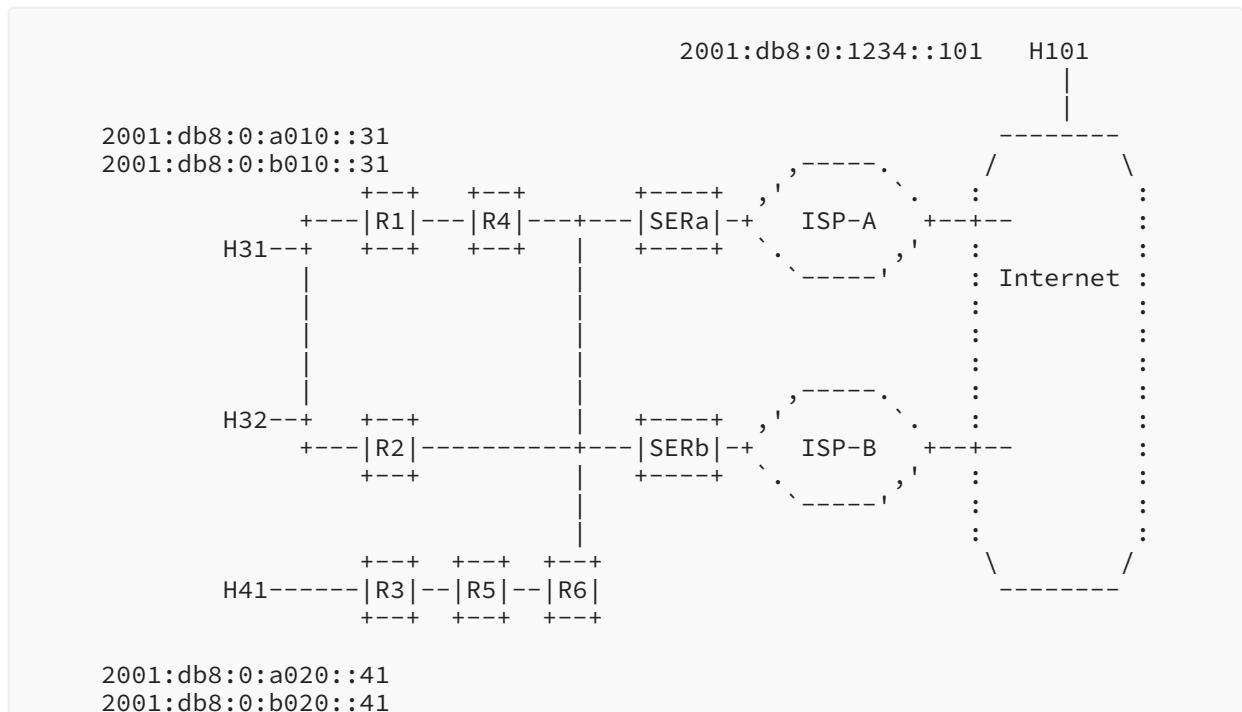 2001:db8:0:1234::101 H101
2001:db8:0:a010::31
2001:db8:0:b010::31
R1 R4 SERa ISP-A
H31
Internet
H32
R2 SERb ISP-B
H41 R3 R5 R6
2001:db8:0:a020::41
2001:db8:0:b020::41